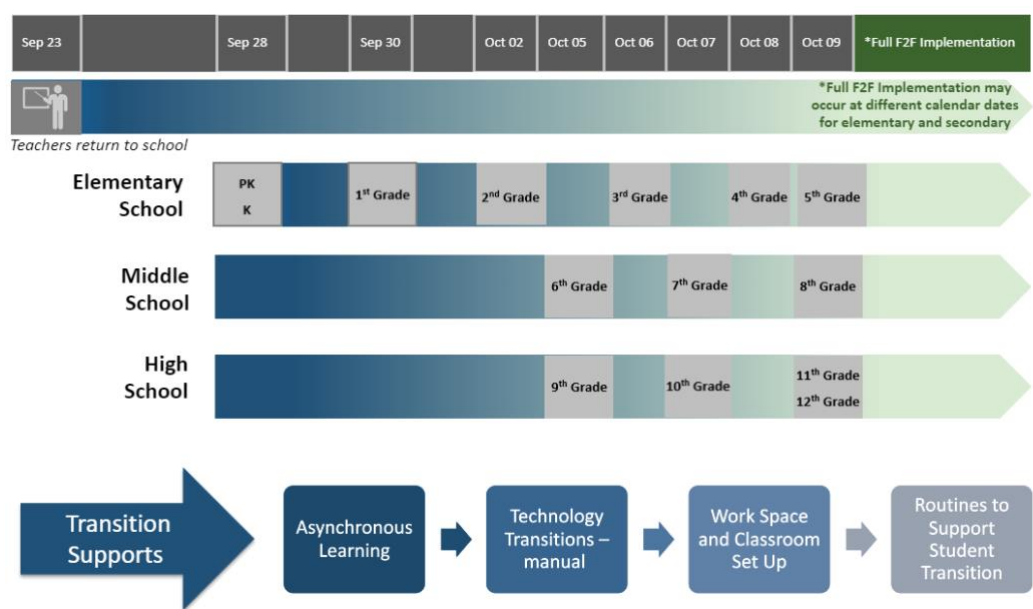 Sep 23
Sep 28
Sep 30
Oct 02
Oct 05
Oct 06
Oct 07
Oct 08
Oct 09
*Full F2F Implementation
*Full F2F Implementation may
occur at different calendar dates
for elementary and secondary
Teachers return to school
Elementary
School
PK
K
1st Grade
2nd Grade
3rd Grade
4th Grade
5th Grade
Middle
School
6th Grade
7th Grade
8th Grade
High
School
9th Grade
10th Grade
11th Grade
12th Grade
Transition
Supports
Asynchronous
Learning
Technology
Transitions –
manual
Work Space
and Classroom
Set Up
Routines to
Support
Student
Transition